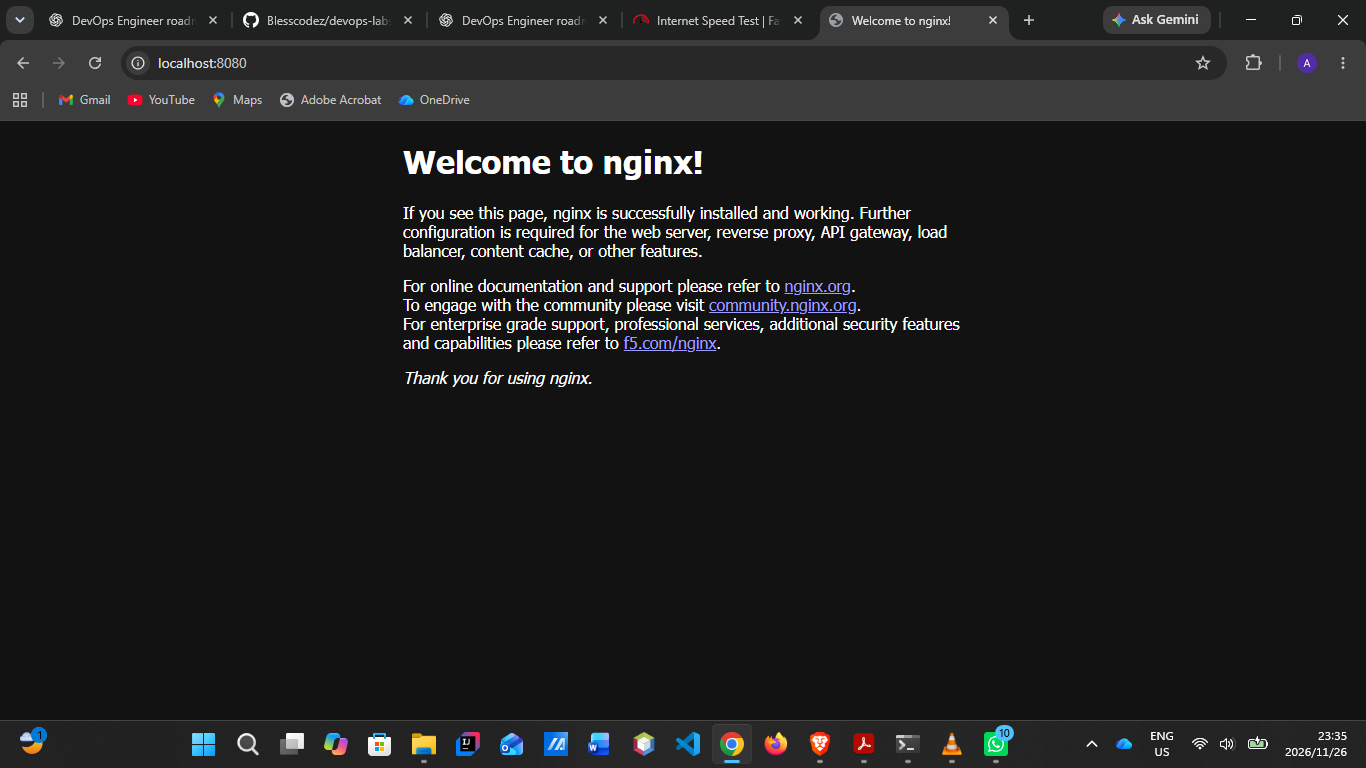 DevOps Engineer roadm
Blesscodez/devops-lab
DevOps Engineer roadm
Internet Speed Test | Fa
Welcome to nginx!
Ask Gemini
localhost:8080
A
Gmail
YouTube
Maps
Adobe Acrobat
OneDrive
Welcome to nginx!
If you see this page, nginx is successfully installed and working. Further
configuration is required for the web server, reverse proxy, API gateway, load
balancer, content cache, or other features.
For online documentation and support please refer to nginx.org.
To engage with the community please visit community.nginx.org.
For enterprise grade support, professional services, additional security features
and capabilities please refer to f5.com/nginx.
Thank you for using nginx.
1
10
ENG
US
23:35
2026/11/26